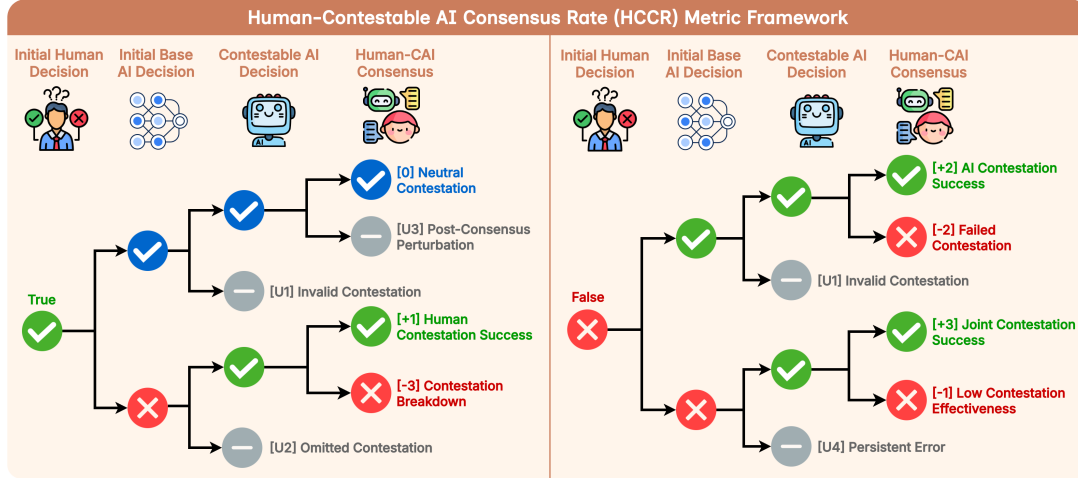 Human-Contestable AI Consensus Rate (HCCR) Metric Framework
Initial Human
Decision
Initial Base
AI Decision
Contestable AI
Decision
Human-CAI
Consensus
AI
[0] Neutral
Contestation
[U3] Post-Consensus
Perturbation
[U1] Invalid Contestation
True
[+1] Human
Contestation Success
[-3] Contestation
Breakdown
[U2] Omitted Contestation
Initial Human
Decision
Initial Base
AI Decision
Contestable AI
Decision
Human-CAI
Consensus
AI
[+2] AI Contestation
Success
[-2] Failed
Contestation
[U1] Invalid Contestation
False
[+3] Joint Contestation
Success
[-1] Low Contestation
Effectiveness
[U4] Persistent Error